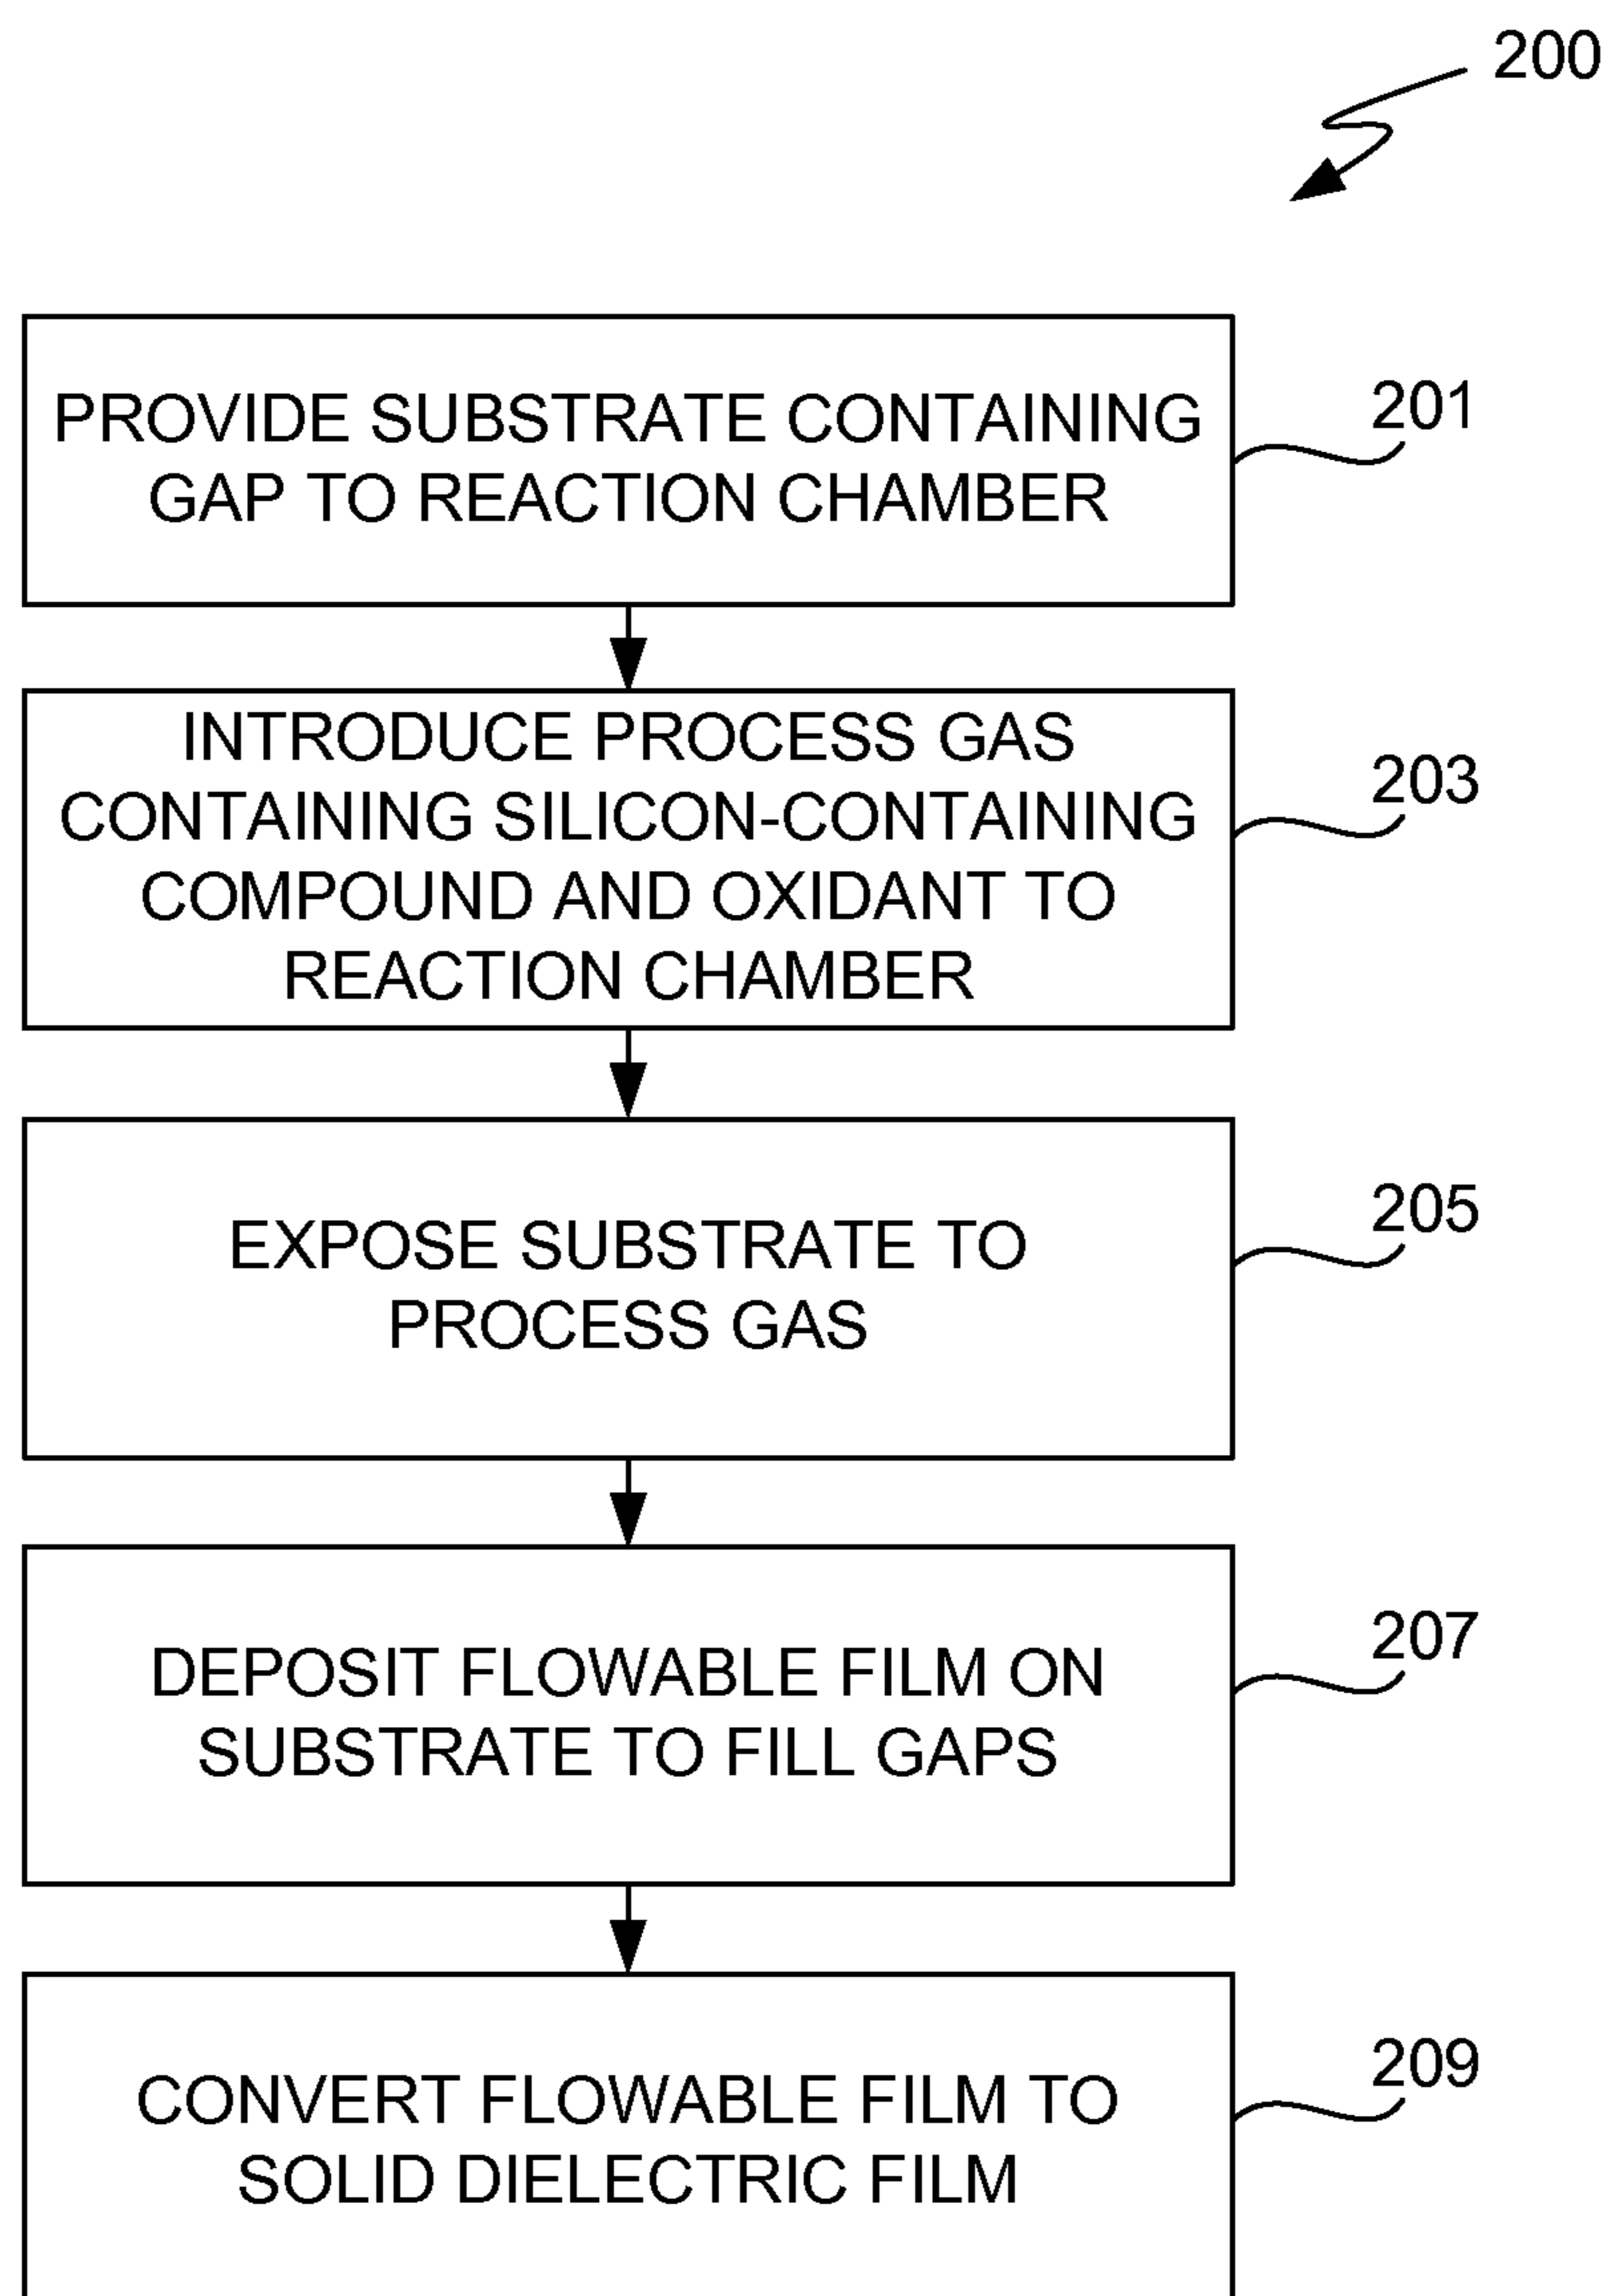 200
PROVIDE SUBSTRATE CONTAINING
GAP TO REACTION CHAMBER
201
INTRODUCE PROCESS GAS
CONTAINING SILICON-CONTAINING
COMPOUND AND OXIDANT TO
REACTION CHAMBER
203
EXPOSE SUBSTRATE TO
PROCESS GAS
205
DEPOSIT FLOWABLE FILM ON
SUBSTRATE TO FILL GAPS
207
CONVERT FLOWABLE FILM TO
SOLID DIELECTRIC FILM
209